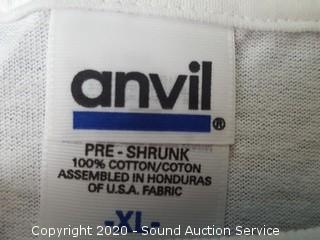 anvil
®
PRE-SHRUNK
100% COTTON/COTON
ASSEMBLED IN HONDURAS
OF U.S.A. FABRIC
-XL-
Copyright 2020 - Sound Auction Service